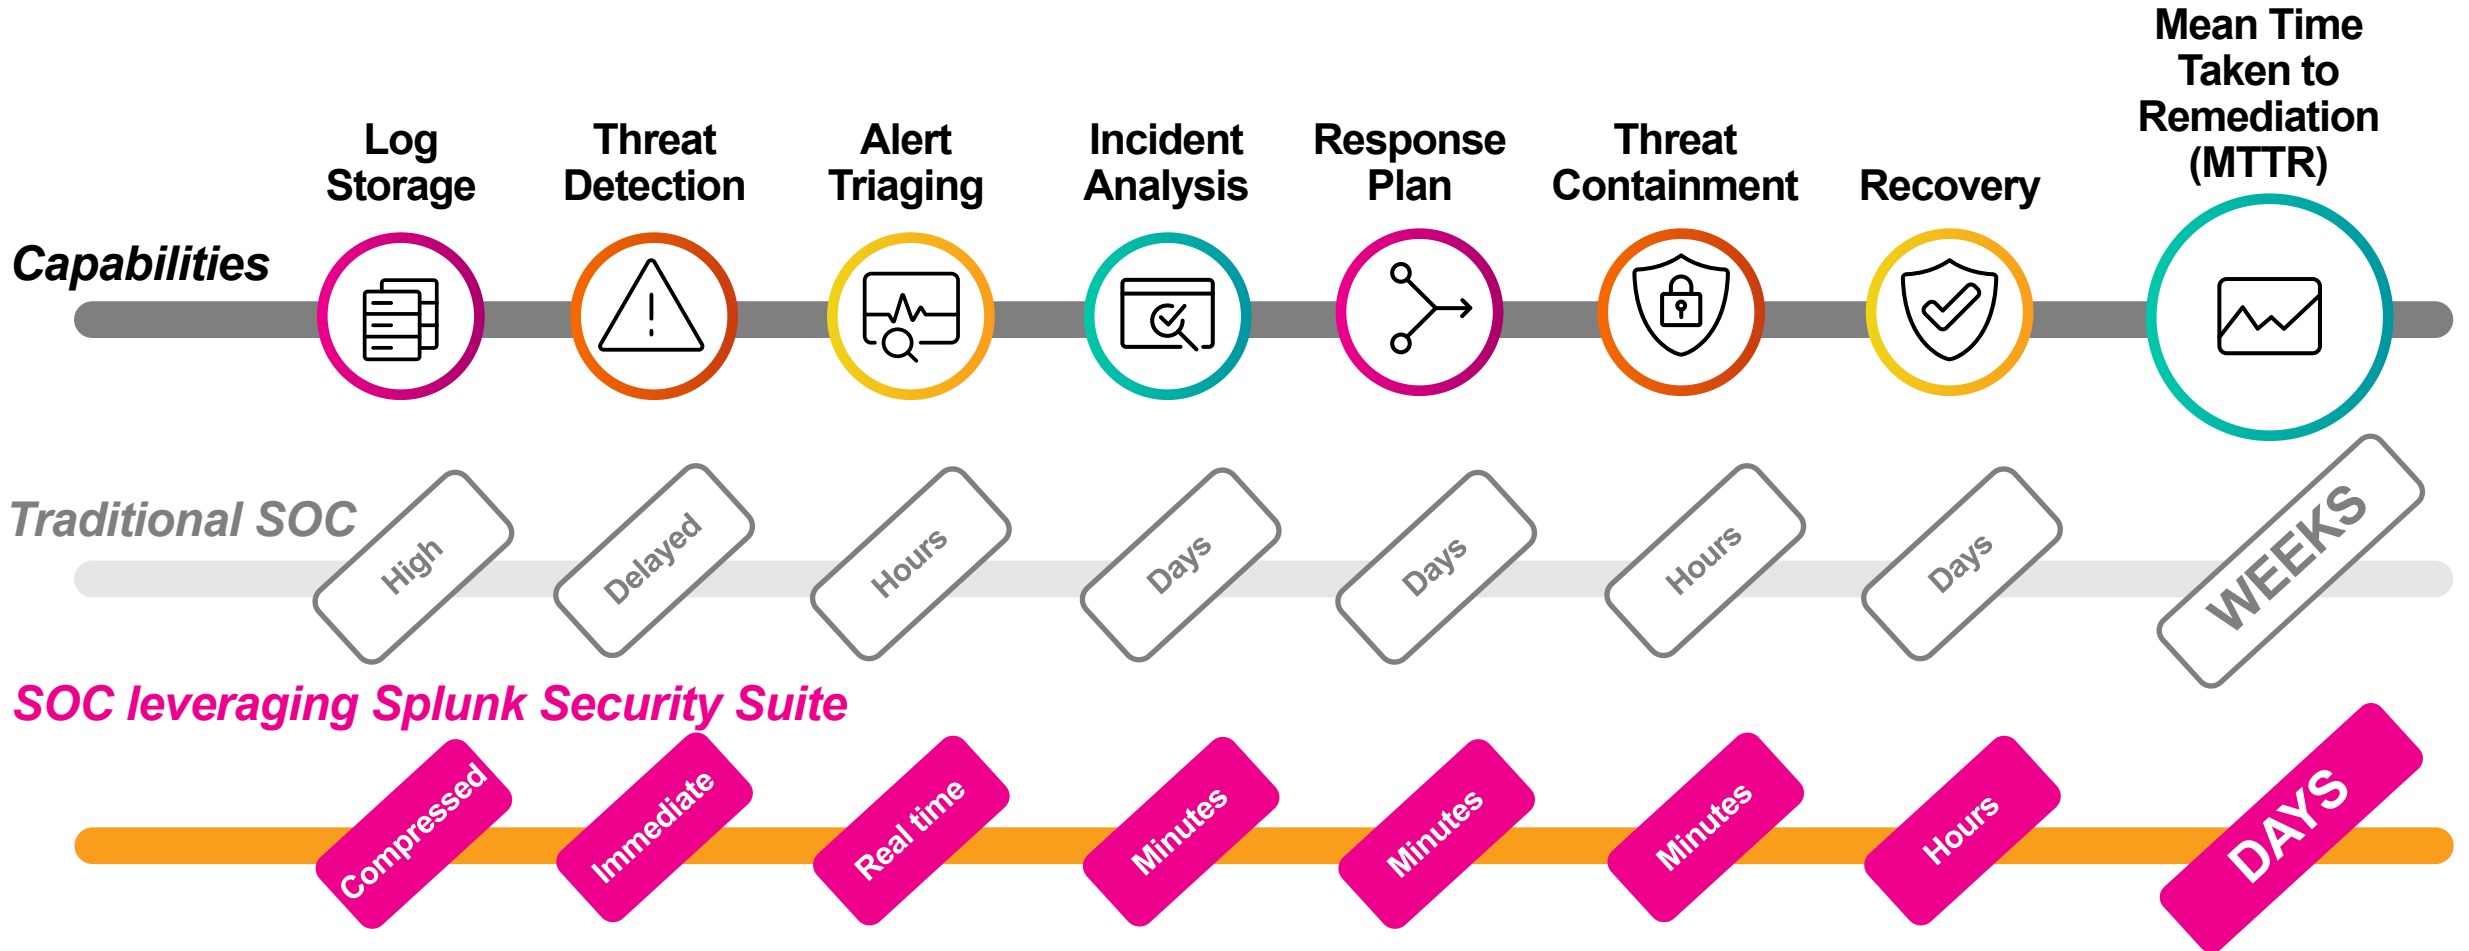 Mean Time
Taken to
Remediation
(MTTR)
Log
Storage
Threat
Detection
Alert
Triaging
Incident
Analysis
Response
Plan
Threat
Containment
Recovery
Capabilities
Traditional SOC
High
Delayed
Hours
Days
Days
Hours
Days
WEEKS
SOC leveraging Splunk Security Suite
Compressed
Immediate
Real time
Minutes
Minutes
Minutes
Hours
DAYS